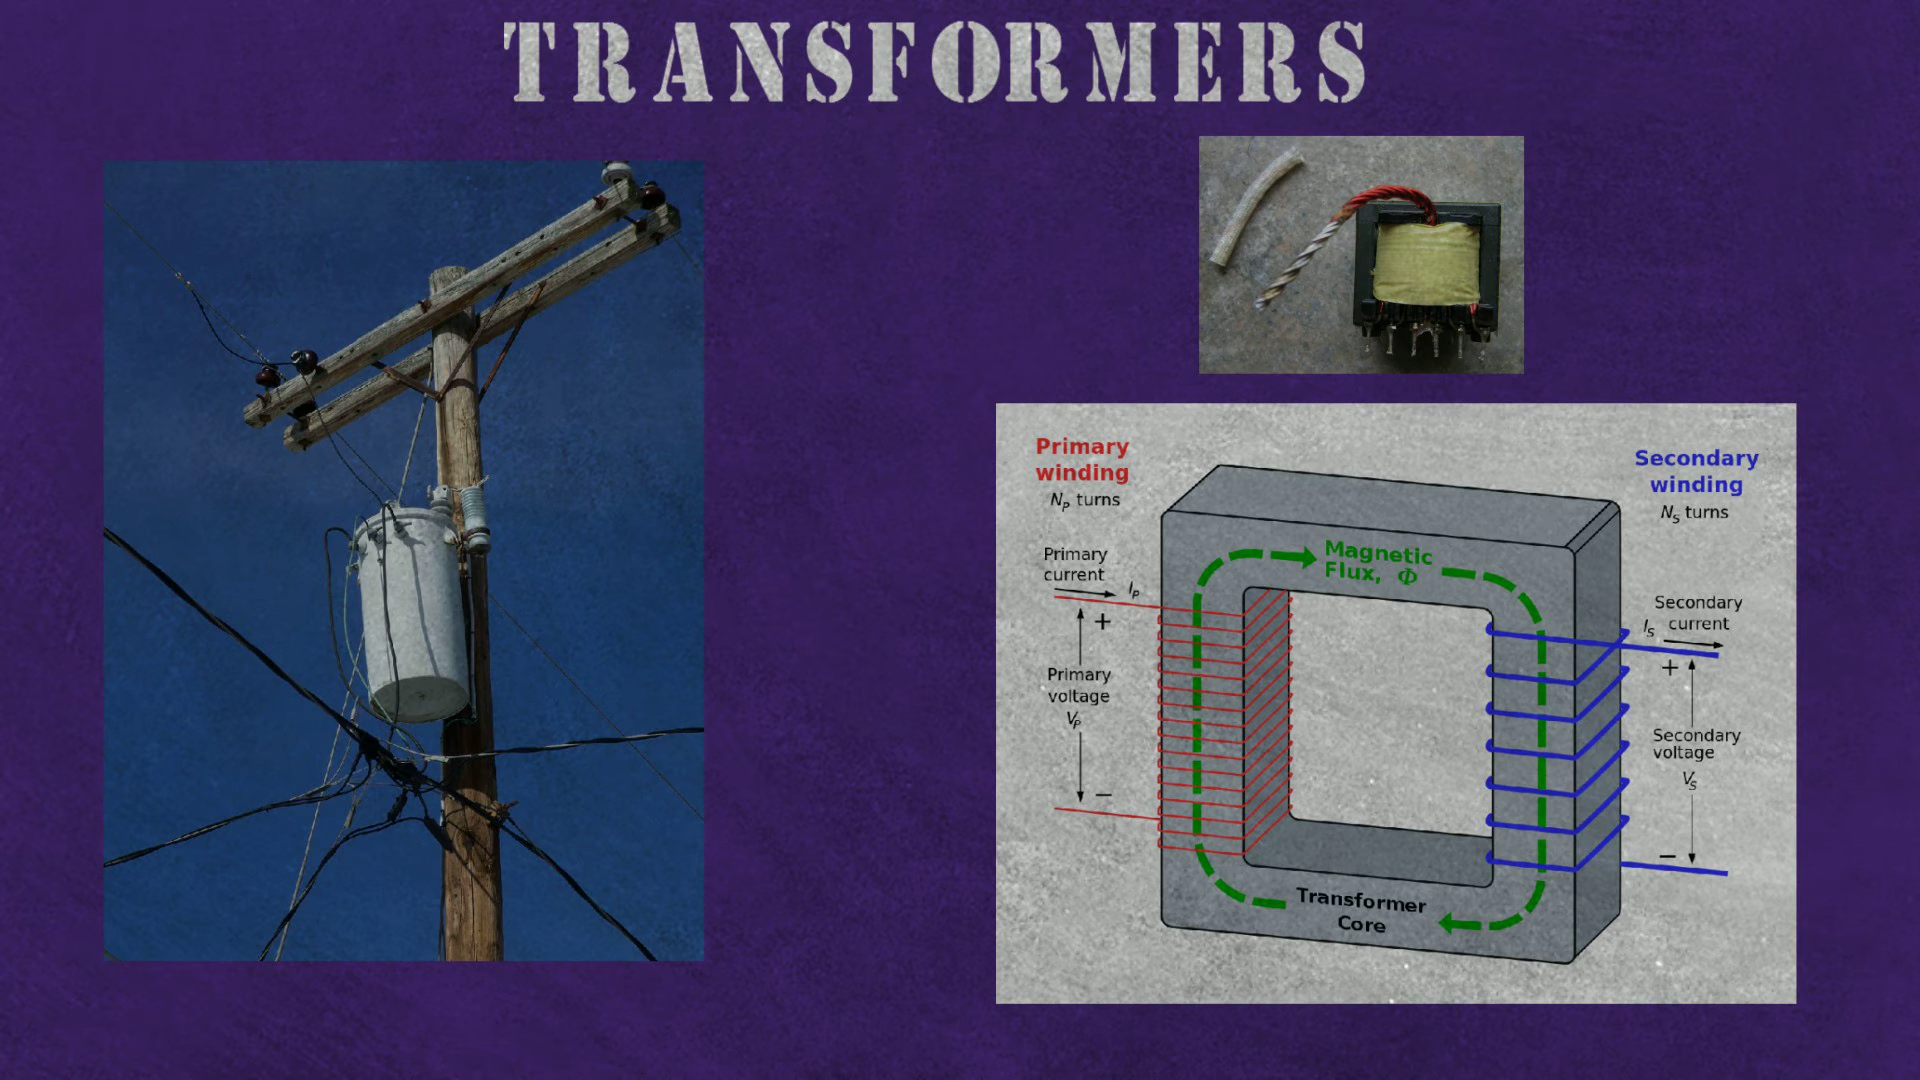 TRANSFORMERS
Primary
winding
NP turns
Secondary
winding
NS turns
Primary
current
IP
+
Magnetic
Flux, Φ
Secondary
IS current
+
Primary
voltage
VP
−
Secondary
voltage
VS
−
Transformer
Core